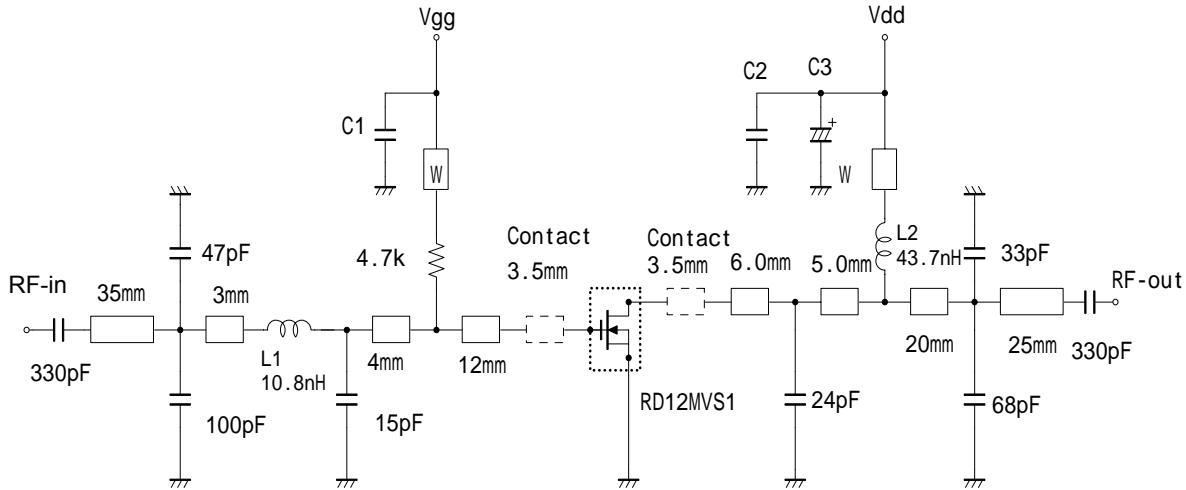 Vgg
Vdd
C1
C2
C3
+
W
W
47pF
4.7k
Contact
3.5mm
Contact
3.5mm
6.0mm
5.0mm
L2
43.7nH
33pF
RF-in
35mm
3mm
RF-out
330pF
L1
10.8nH
4mm
12mm
20mm
25mm
330pF
100pF
15pF
RD12MVS1
24pF
68pF